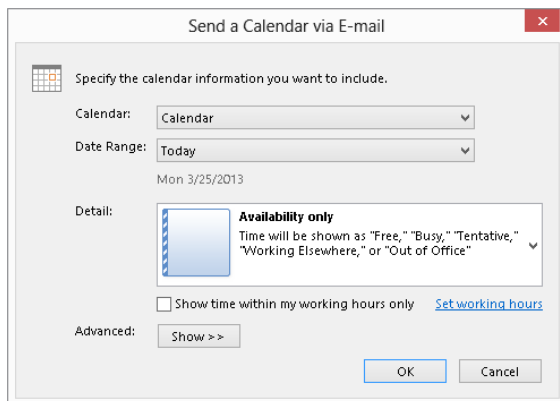 Send a Calendar via E-mail
Specify the calendar information you want to include.
Calendar: Calendar
Date Range: Today
Mon 3/25/2013
Detail: Availability only
Time will be shown as "Free," "Busy," "Tentative,"
"Working Elsewhere," or "Out of Office"
Show time within my working hours only Set working hours
Advanced: Show >>
OK Cancel